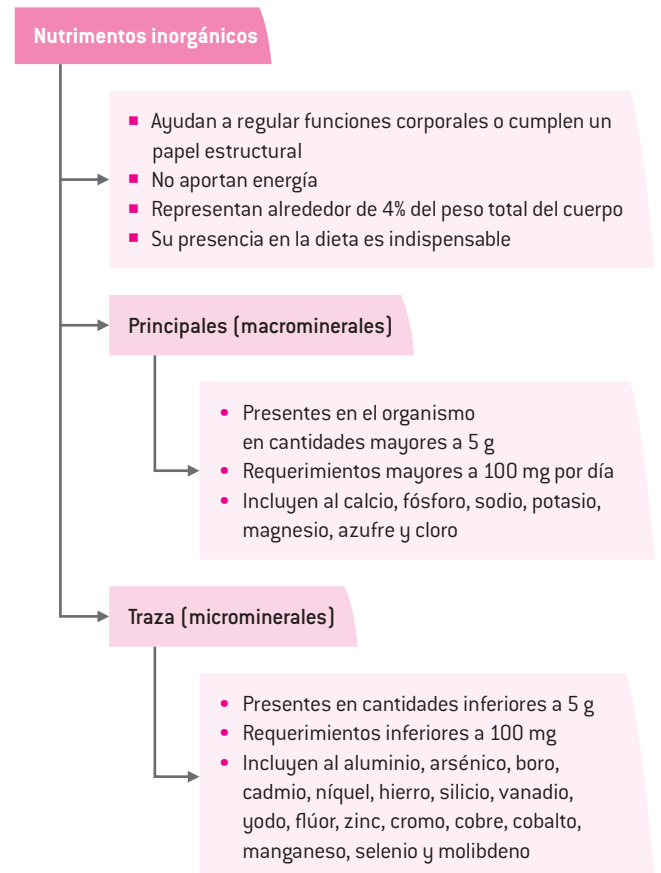 Nutrimentos inorgánicos
■ Ayudan a regular funciones corporales o cumplen un
papel estructural
■ No aportan energía
■ Representan alrededor de 4% del peso total del cuerpo
■ Su presencia en la dieta es indispensable
Principales (macrominerales)
• Presentes en el organismo
en cantidades mayores a 5 g
• Requerimientos mayores a 100 mg por día
• Incluyen al calcio, fósforo, sodio, potasio,
magnesio, azufre y cloro
Traza (microminerales)
• Presentes en cantidades inferiores a 5 g
• Requerimientos inferiores a 100 mg
• Incluyen al aluminio, arsénico, boro,
cadmio, níquel, hierro, silicio, vanadio,
yodo, flúor, zinc, cromo, cobre, cobalto,
manganeso, selenio y molibdeno